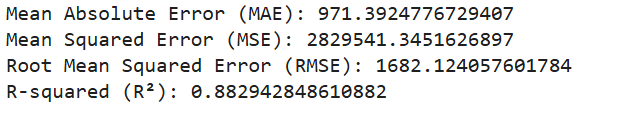 Mean Absolute Error (MAE): 971.3924776729407
Mean Squared Error (MSE): 2829541.3451626897
Root Mean Squared Error (RMSE): 1682.124057601784
R-squared (R²): 0.882942848610882